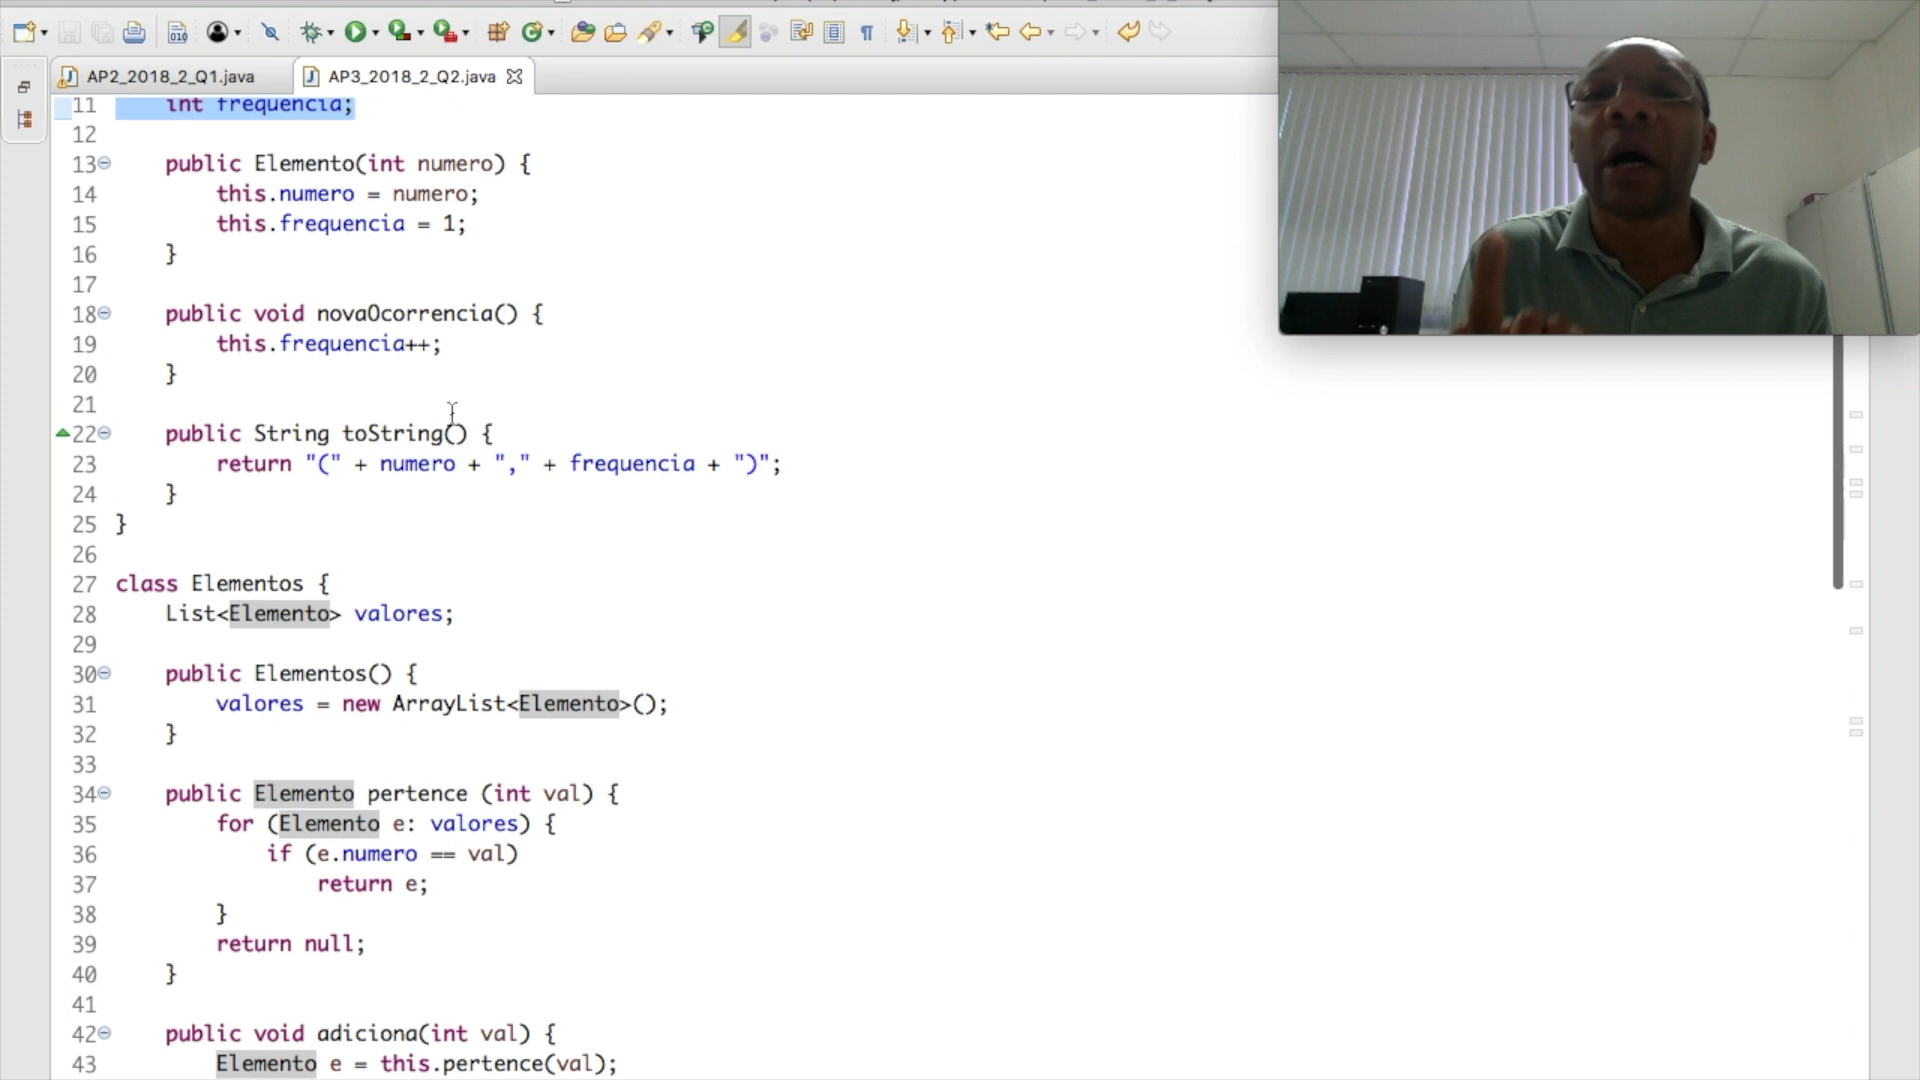 AP2_2018_2_Q1.java
AP3_2018_2_Q2.java
11 int frequencia;
12
13 public Elemento(int numero) {
14 this.numero = numero;
15 this.frequencia = 1;
16 }
17
18 public void novaOcorrencia() {
19 this.frequencia++;
20 }
21
22 public String toString() {
23 return "(" + numero + "," + frequencia + ")";
24 }
25 }
26
27 class Elementos {
28 List<Elemento> valores;
29
30 public Elementos() {
31 valores = new ArrayList<Elemento>();
32 }
33
34 public Elemento pertence (int val) {
35 for (Elemento e: valores) {
36 if (e.numero == val)
37 return e;
38 }
39 return null;
40 }
41
42 public void adiciona(int val) {
43 Elemento e = this.pertence(val);